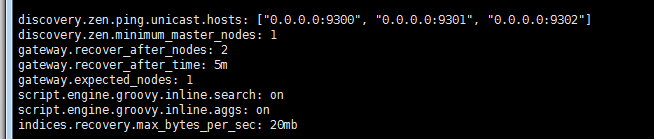 discovery.zen.ping.unicast.hosts: ["0.0.0.0:9300", "0.0.0.0:9301", "0.0.0.0:9302"]
discovery.zen.minimum_master_nodes: 1
gateway.recover_after_nodes: 2
gateway.recover_after_time: 5m
gateway.expected_nodes: 1
script.engine.groovy.inline.search: on
script.engine.groovy.inline.aggs: on
indices.recovery.max_bytes_per_sec: 20mb